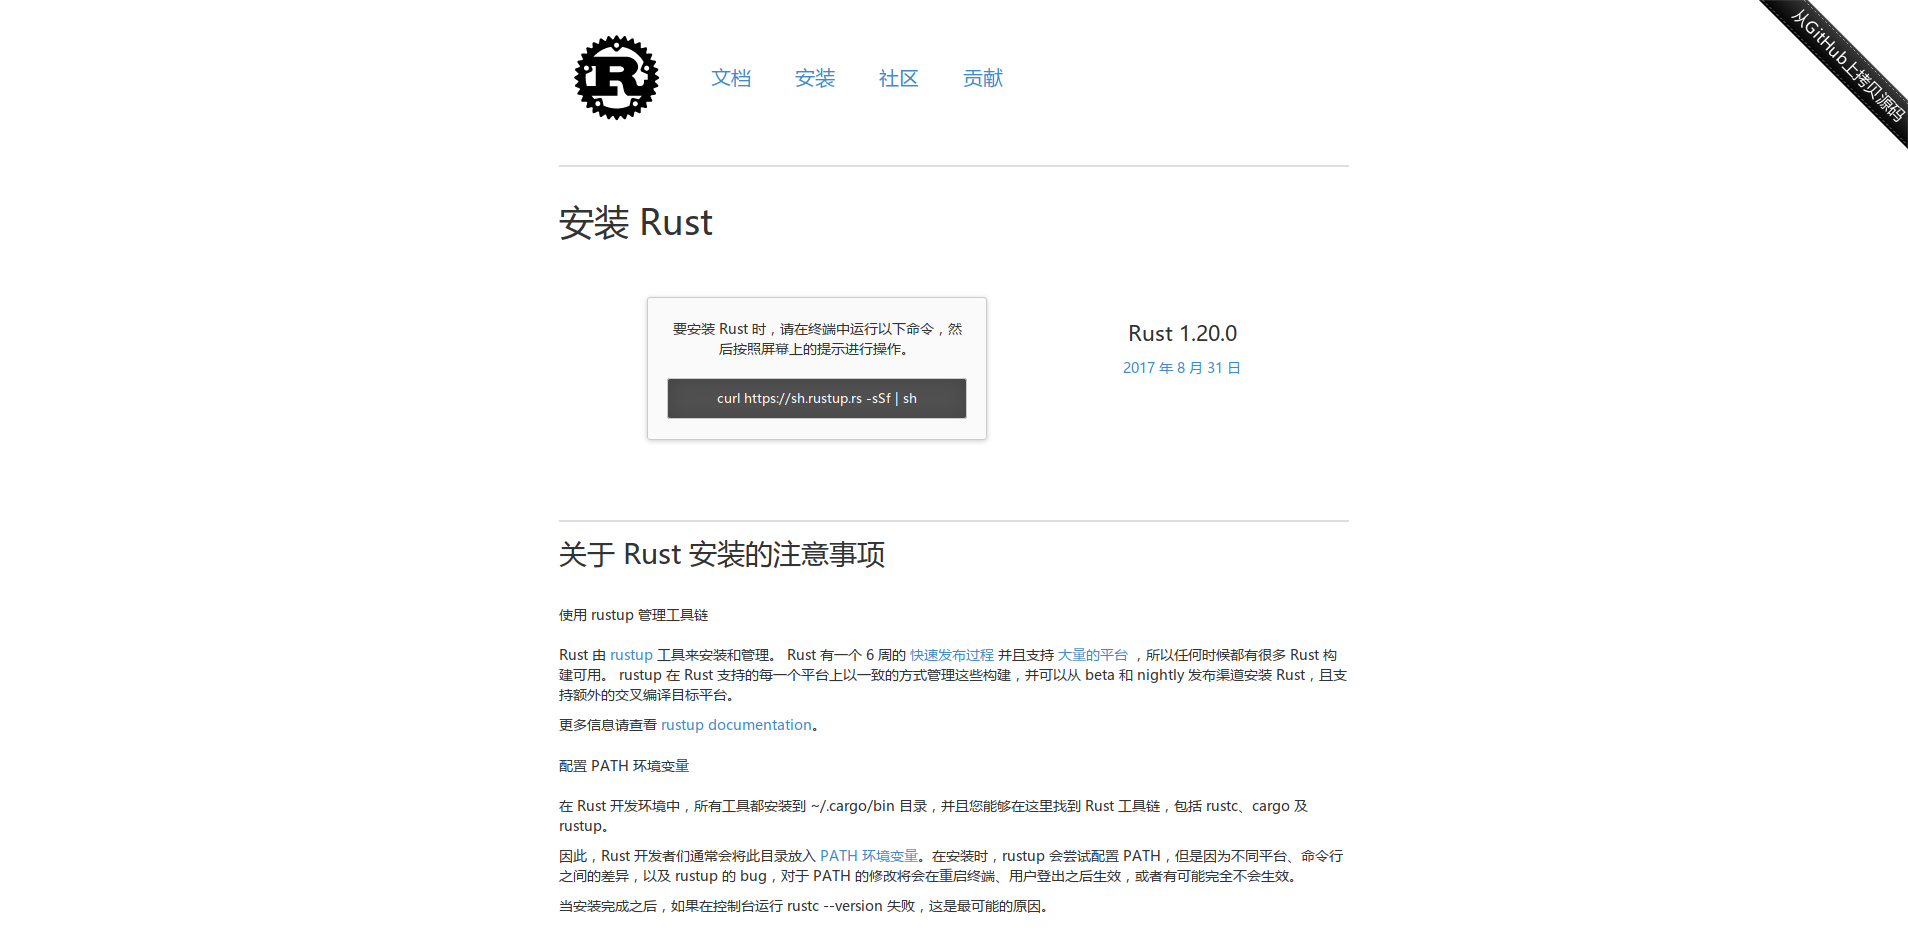 从GitHub上拷贝源码
R
文档 安装 社区 贡献
安装 Rust
要安装 Rust 时，请在终端中运行以下命令，然
后按照屏幕上的提示进行操作。
curl https://sh.rustup.rs -sSf | sh
Rust 1.20.0
2017 年 8 月 31 日
关于 Rust 安装的注意事项
使用 rustup 管理工具链
Rust 由 rustup 工具来安装和管理。 Rust 有一个 6 周的 快速发布过程 并且支持 大量的平台 ，所以任何时候都有很多 Rust 构
建可用。 rustup 在 Rust 支持的每一个平台上以一致的方式管理这些构建，并可以从 beta 和 nightly 发布渠道安装 Rust，且支
持额外的交叉编译目标平台。
更多信息请查看 rustup documentation。
配置 PATH 环境变量
在 Rust 开发环境中，所有工具都安装到 ~/.cargo/bin 目录，并且您能够在这里找到 Rust 工具链，包括 rustc、cargo 及
rustup。
因此，Rust 开发者们通常会将此目录放入 PATH 环境变量。在安装时，rustup 会尝试配置 PATH，但是因为不同平台、命令行
之间的差异，以及 rustup 的 bug，对于 PATH 的修改将会在重启终端、用户登出之后生效，或者有可能完全不会生效。
当安装完成之后，如果在控制台运行 rustc --version 失败，这是最可能的原因。